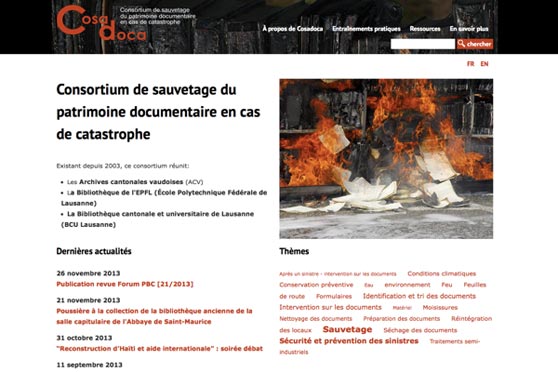 Cosa
doca
Consortium de sauvetage
du patrimoine documentaire
en cas de catastrophe
À propos de Cosadoca Entraînements pratiques Ressources En savoir plus
chercher
FR EN
Consortium de sauvetage du
patrimoine documentaire en cas
de catastrophe
Existant depuis 2003, ce consortium réunit:
Les Archives cantonales vaudoises (ACV)
La Bibliothèque de l'EPFL (École Polytechnique Fédérale de
Lausanne)
La Bibliothèque cantonale et universitaire de Lausanne
(BCU Lausanne)
Dernières actualités
26 novembre 2013
Publication revue Forum PBC [21/2013]
21 novembre 2013
Poussière à la collection de la bibliothèque ancienne de la
salle capitulaire de l'Abbaye de Saint-Maurice
31 octobre 2013
"Reconstruction d'Haïti et aide internationale" : soirée débat
11 septembre 2013
Thèmes
Après un sinistre - Intervention sur les documents Conditions climatiques
Conservation préventive Eau environnement Feu Feuilles
de route Formulaires Identification et tri des documents
Intervention sur les documents Matériel Moisissures
Nettoyage des documents Préparation des documents Réintégration
des locaux Sauvetage Séchage des documents
Sécurité et prévention des sinistres Traitements semi-
industriels